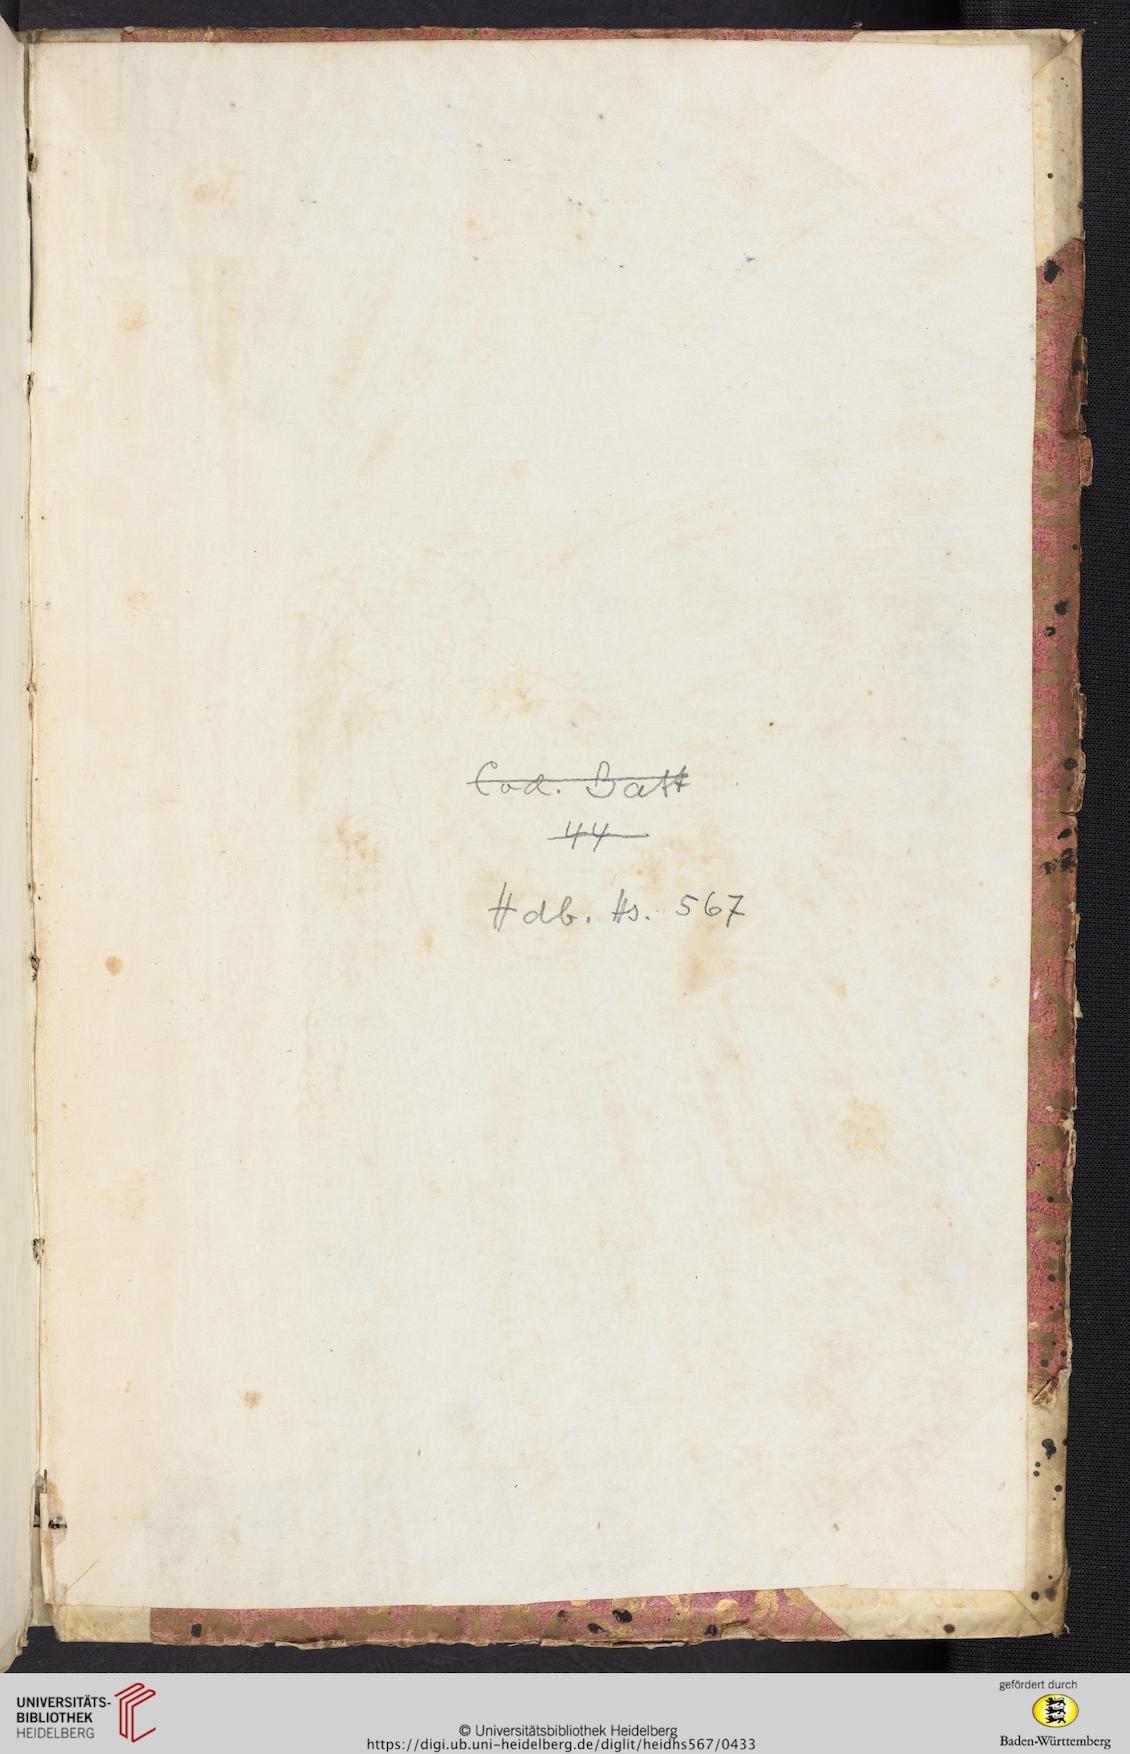 Cod. Batt
44
Hdb. Hs. 567
UNIVERSITÄTS-
BIBLIOTHEK
HEIDELBERG
© Universitätsbibliothek Heidelberg
https://digi.ub.uni-heidelberg.de/diglit/heidhs567/0433
gefördert durch
Baden-Württemberg